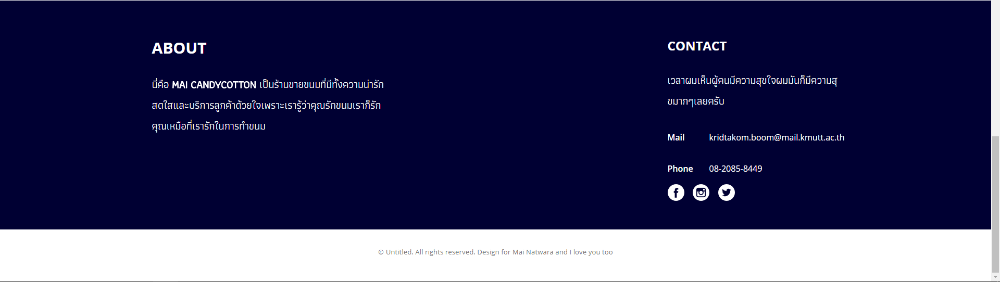 ABOUT
นี่คือ MAI CANDYCOTTON เป็นร้านขายขนมที่มีทั้งความน่ารัก
สดใสและบริการลูกค้าด้วยใจเพราะเรารู้ว่าคุณรักขนมเราก็รัก
คุณเหมือที่เรารักในการทำขนม
CONTACT
เวลาผมเห็นผู้คนมีความสุขใจผมมันก็มีความสุ
ขมากๆเลยครับ
Mail kridtakom.boom@mail.kmutt.ac.th
Phone 08-2085-8449
© Untitled. All rights reserved. Design for Mai Natwara and I love you too